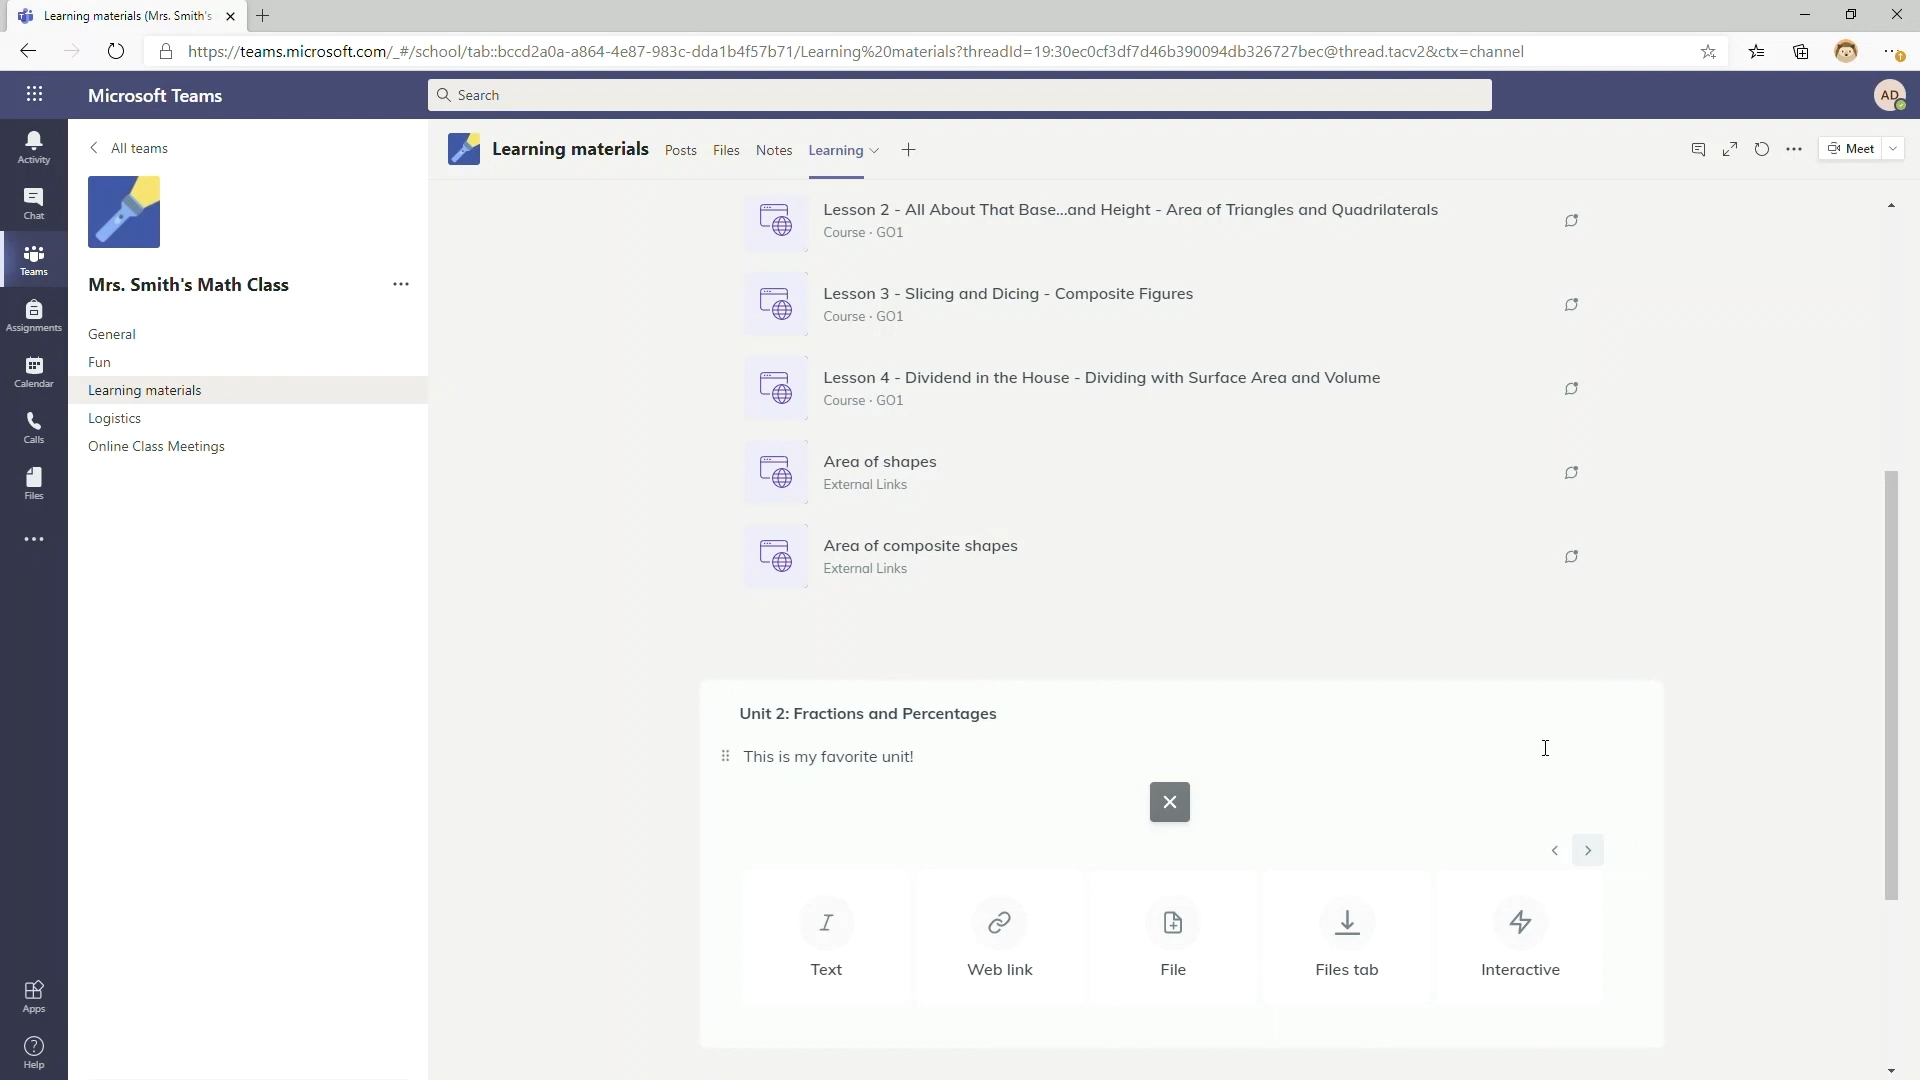 Learning materials (Mrs. Smith's
https://teams.microsoft.com/_#/school/tab::bccd2a0a-a864-4e87-983c-dda1b4f57b71/Learning%20materials?threadId=19:30ec0cf3df7d46b390094db326727bec@thread.tacv2&ctx=channel
Microsoft Teams
Search
AD
Activity
Chat
Teams
Assignments
Calendar
Calls
Files
Apps
Help
All teams
Mrs. Smith's Math Class
General
Fun
Learning materials
Logistics
Online Class Meetings
Learning materials Posts Files Notes Learning
Meet
Lesson 2 - All About That Base...and Height - Area of Triangles and Quadrilaterals
Course · GO1
Lesson 3 - Slicing and Dicing - Composite Figures
Course · GO1
Lesson 4 - Dividend in the House - Dividing with Surface Area and Volume
Course · GO1
Area of shapes
External Links
Area of composite shapes
External Links
Unit 2: Fractions and Percentages
This is my favorite unit!
Text
Web link
File
Files tab
Interactive